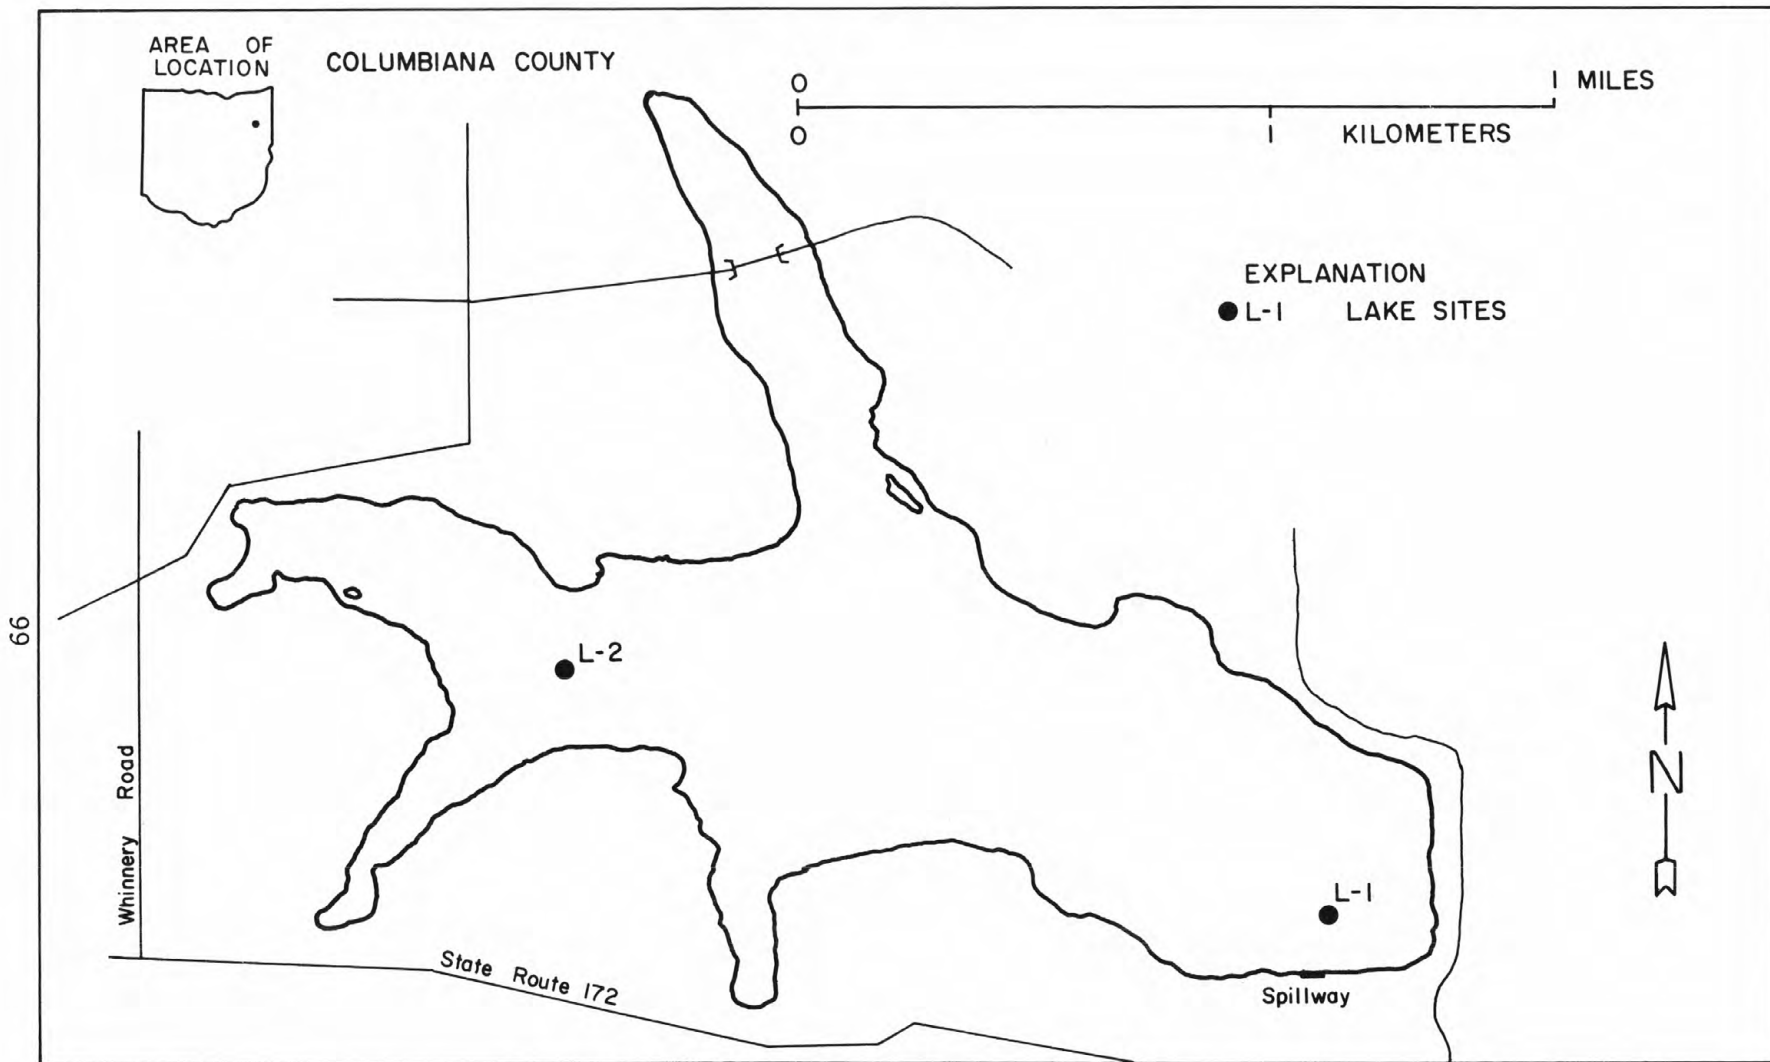 AREA OF
LOCATION
COLUMBIANA COUNTY
0 1 MILES
0 1 KILOMETERS
EXPLANATION
L-1 LAKE SITES
66
L-2
Whinnery Road
N
L-1
State Route 172
Spillway